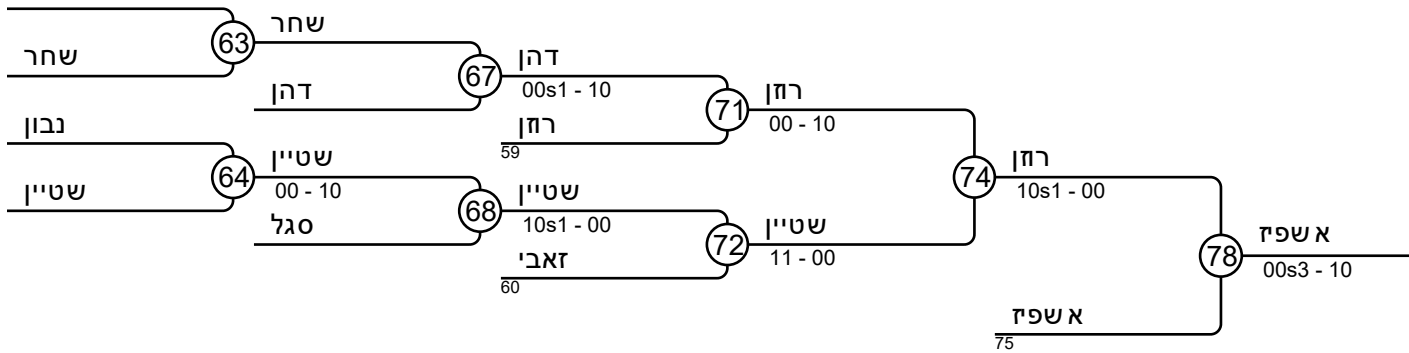 שחר
63
שחר
דהן
67
00s1 - 10
דהן
רוזן
71
00 - 10
נבון
רוזן
59
שטיין
64
00 - 10
רוזן
74
10s1 - 00
שטיין
שטיין
68
10s1 - 00
סגל
שטיין
72
11 - 00
זאבי
60
אשפיז
78
00s3 - 10
אשפיז
75